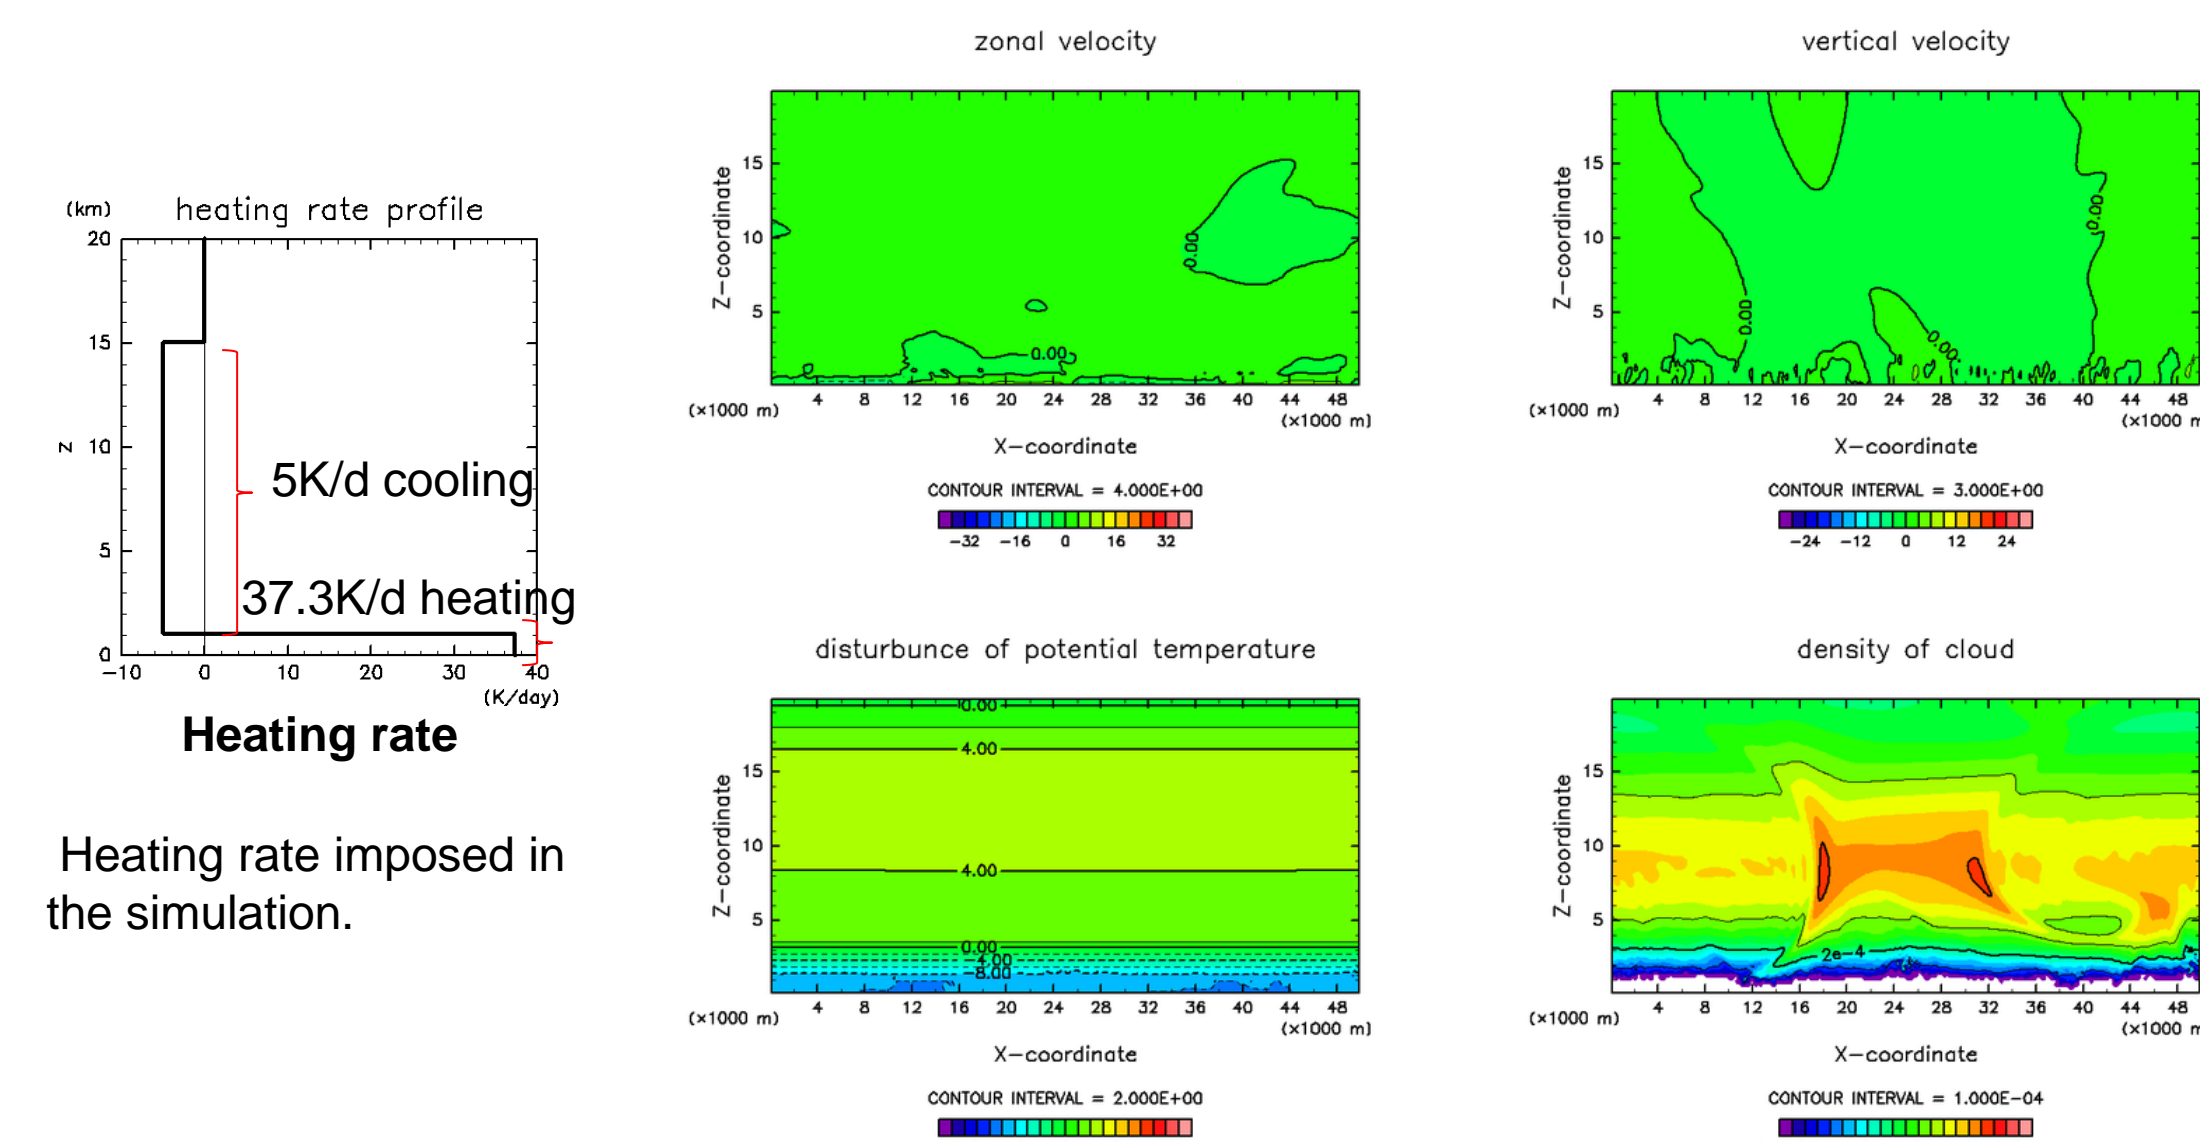 heating rate profile
(km)
20
15
z 10
5
0
-10 0 10 20 30 40
(K/day)
5K/d cooling
37.3K/d heating
Heating rate
Heating rate imposed in
the simulation.
zonal velocity
Z-coordinate
15
10
5
0.00
0.00
4 8 12 16 20 24 28 32 36 40 44 48
(×1000 m)
(×1000 m)
X-coordinate
CONTOUR INTERVAL = 4.000E+00
-32 -16 0 16 32
vertical velocity
Z-coordinate
15
10
5
0.00
0.00
0.00
4 8 12 16 20 24 28 32 36 40 44 48
(×1000 m)
(×1000 m
X-coordinate
CONTOUR INTERVAL = 3.000E+00
-24 -12 0 12 24
disturbunce of potential temperature
Z-coordinate
15
10
5
0.00
4.00
4.00
0.00
-4.00
-8.00
4 8 12 16 20 24 28 32 36 40 44 48
(×1000 m)
(×1000 m)
X-coordinate
CONTOUR INTERVAL = 2.000E+00
density of cloud
Z-coordinate
15
10
5
2e-4
4 8 12 16 20 24 28 32 36 40 44 48
(×1000 m)
(×1000 m
X-coordinate
CONTOUR INTERVAL = 1.000E-04